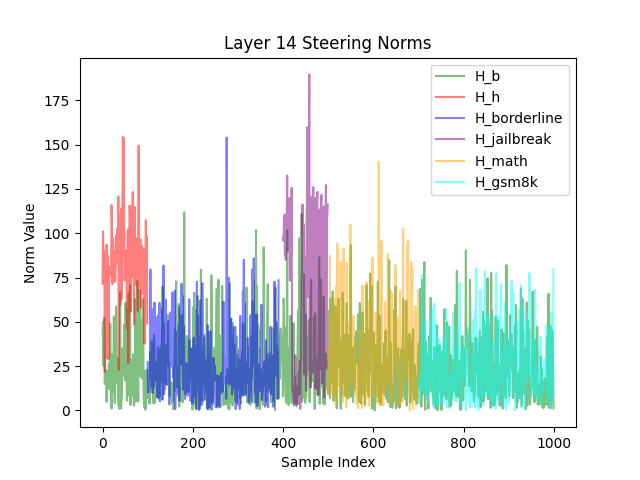 Layer 14 Steering Norms
Norm Value
175
150
125
100
75
50
25
0
0
200
400
600
800
1000
Sample Index
H_b
H_h
H_borderline
H_jailbreak
H_math
H_gsm8k